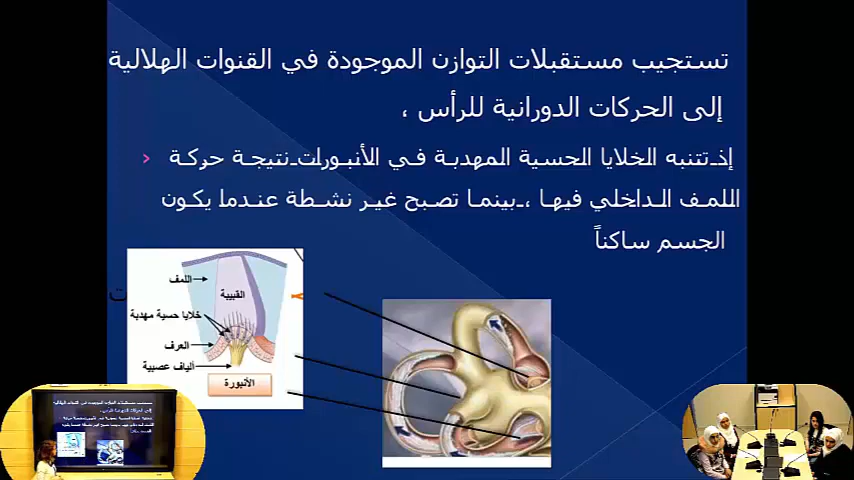 تستجيب مستقبلات التوازن الموجودة في القنوات الهلالية
إلى الحركات الدورانية للرأس ،
إذ تتنبه الخلايا الحسية المهدبة في الأنبورات نتيجة حركة
اللمف الداخلي فيها ، بينما تصبح غير نشطة عندما يكون
الجسم ساكناً
اللمف
القبيبة
خلايا حسية مهدبة
العرف
ألياف عصبية
الأنبورة